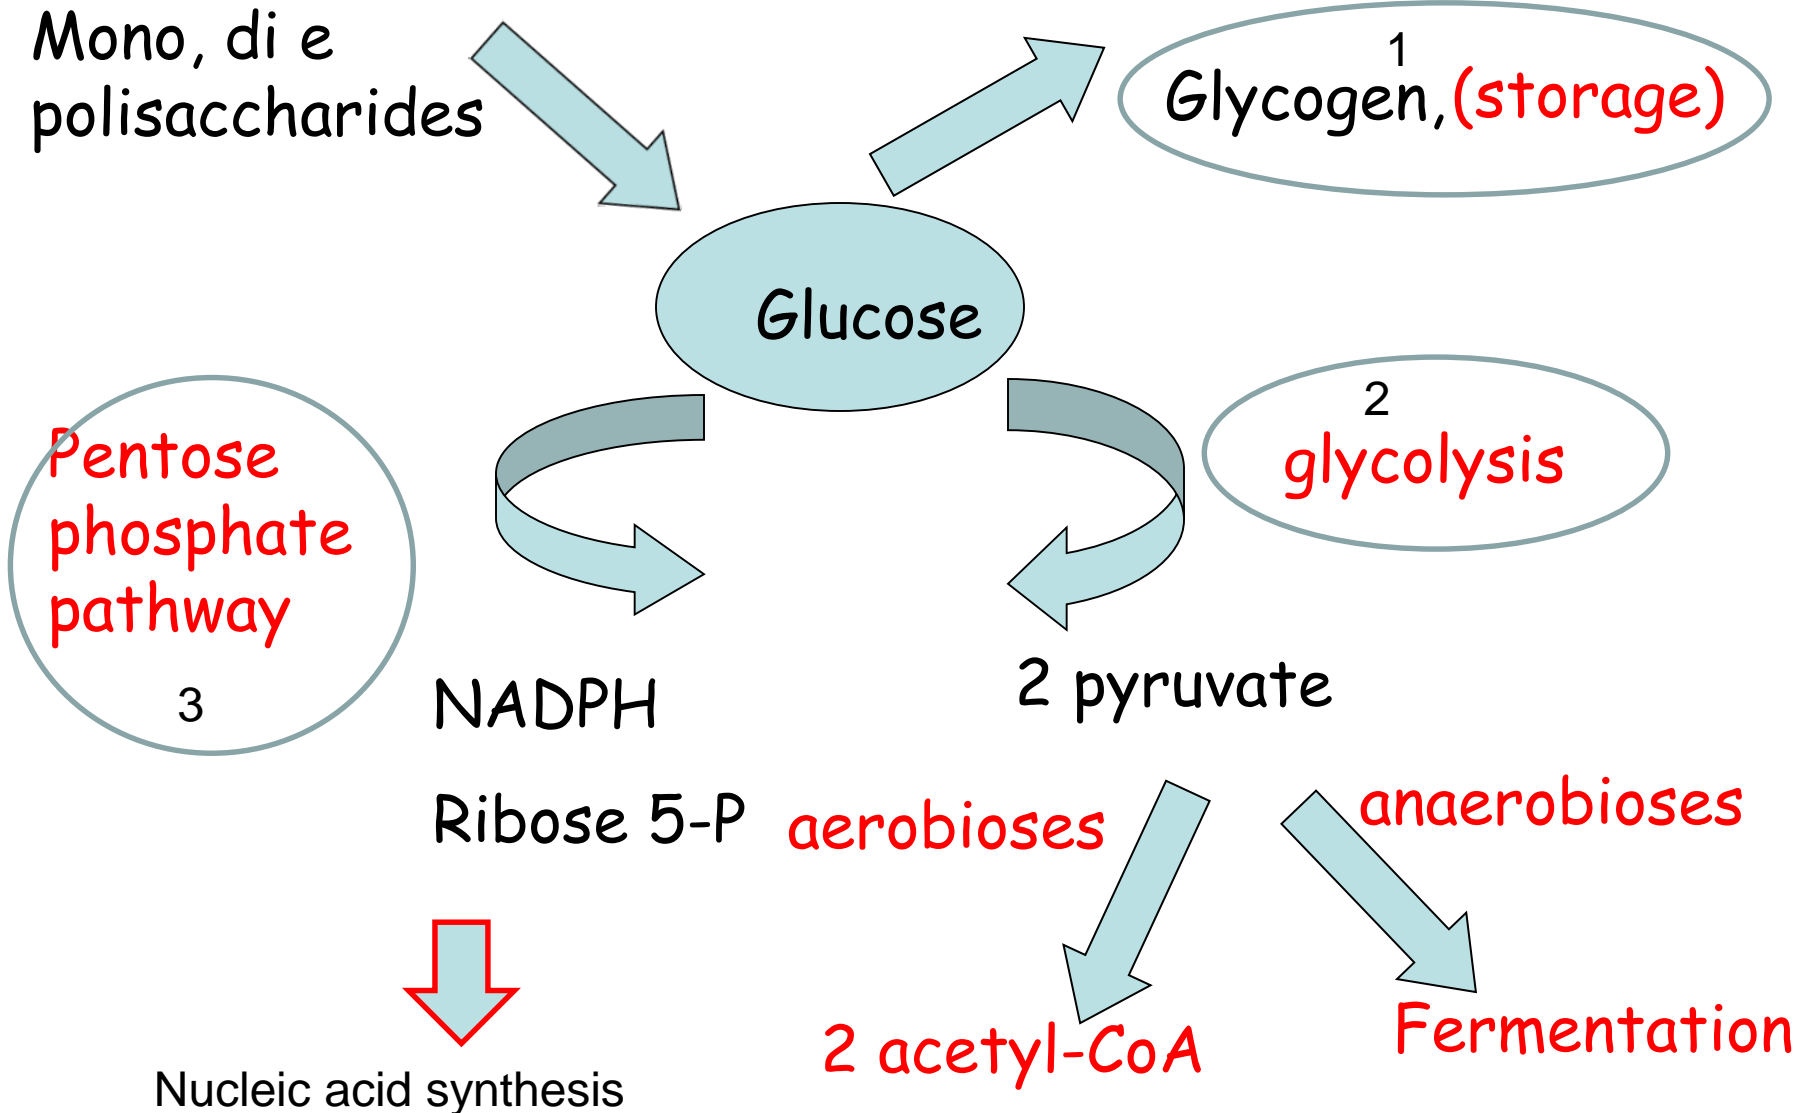 Mono, di e
polisaccharides
1
Glycogen,(storage)
Glucose
2
glycolysis
Pentose
phosphate
pathway
3
NADPH
Ribose 5-P
2 pyruvate
aerobioses
anaerobioses
2 acetyl-CoA
Fermentation
Nucleic acid synthesis